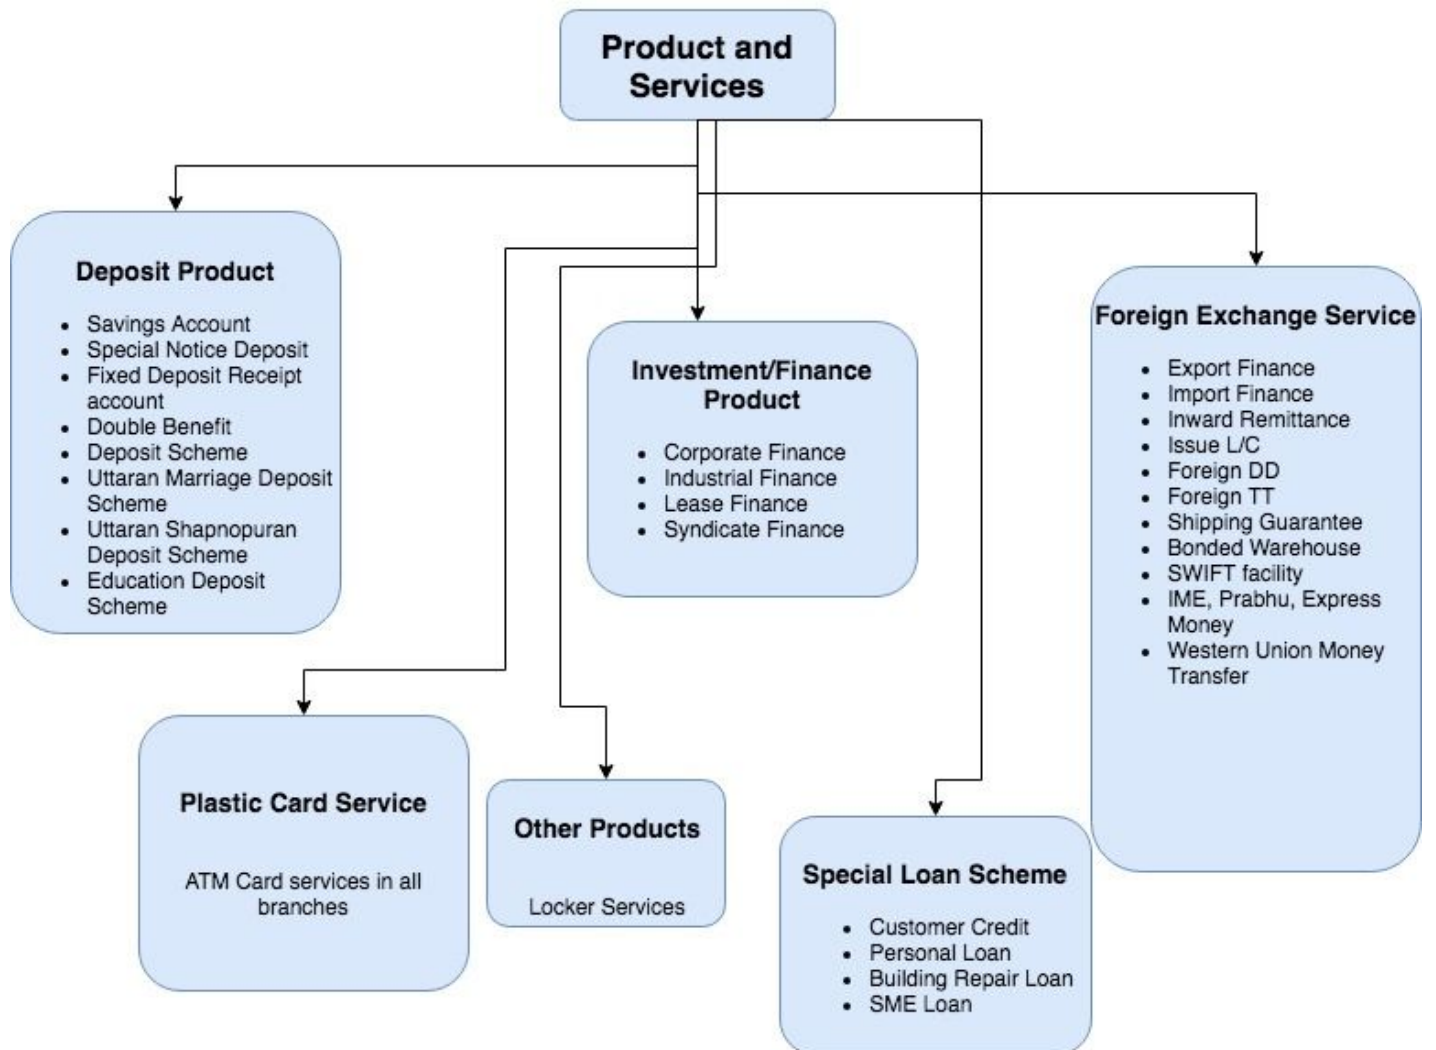 Product and
Services
Deposit Product
• Savings Account
• Special Notice Deposit
• Fixed Deposit Receipt
account
• Double Benefit
• Deposit Scheme
• Uttaran Marriage Deposit
Scheme
• Uttaran Shapnopuran
Deposit Scheme
• Education Deposit
Scheme
Investment/Finance
Product
• Corporate Finance
• Industrial Finance
• Lease Finance
• Syndicate Finance
Foreign Exchange Service
• Export Finance
• Import Finance
• Inward Remittance
• Issue L/C
• Foreign DD
• Foreign TT
• Shipping Guarantee
• Bonded Warehouse
• SWIFT facility
• IME, Prabhu, Express
Money
• Western Union Money
Transfer
Plastic Card Service
ATM Card services in all
branches
Other Products
Locker Services
Special Loan Scheme
• Customer Credit
• Personal Loan
• Building Repair Loan
• SME Loan